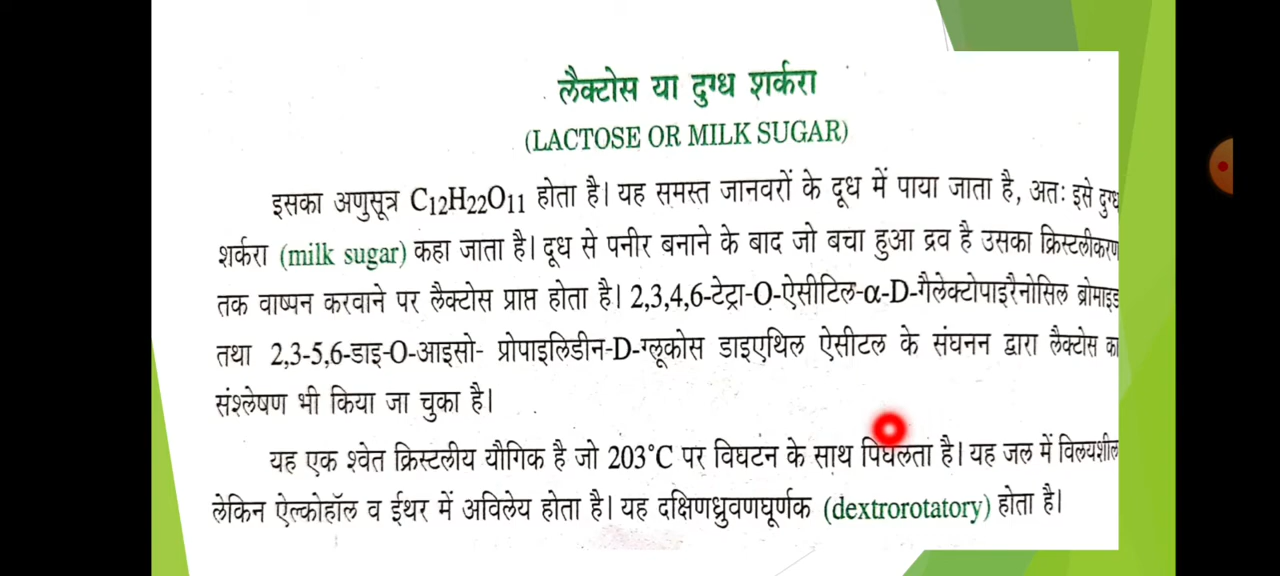 लैक्टोस या दुग्ध शर्करा
(LACTOSE OR MILK SUGAR)
इसका अणुसूत्र C₁₂H₂₂O₁₁ होता है। यह समस्त जानवरों के दूध में पाया जाता है, अतः इसे दुग्ध
शर्करा (milk sugar) कहा जाता है। दूध से पनीर बनाने के बाद जो बचा हुआ द्रव है उसका क्रिस्टलीकरण
तक वाष्पन करवाने पर लैक्टोस प्राप्त होता है। 2,3,4,6-टेट्रा-O-ऐसीटिल-α-D-गैलेक्टोपाइरैनोसिल ब्रोमाइड
तथा 2,3-5,6-डाइ-O-आइसो- प्रोपाइलिडीन-D-ग्लूकोस डाइएथिल ऐसीटल के संघनन द्वारा लैक्टोस का
संश्लेषण भी किया जा चुका है।
यह एक श्वेत क्रिस्टलीय यौगिक है जो 203°C पर विघटन के साथ पिघलता है। यह जल में विलयशील
लेकिन ऐल्कोहॉल व ईथर में अविलेय होता है। यह दक्षिणध्रुवणघूर्णक (dextrorotatory) होता है।